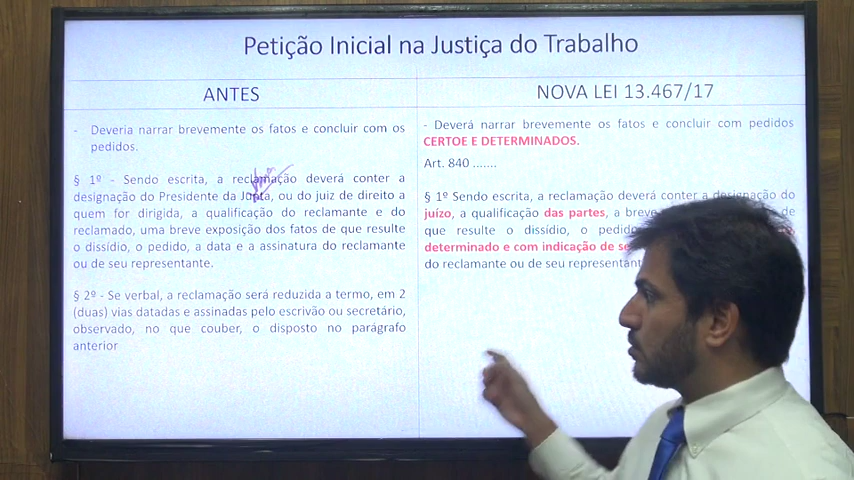 Petição Inicial na Justiça do Trabalho
ANTES
- Deveria narrar brevemente os fatos e concluir com os
pedidos.
§ 1º - Sendo escrita, a reclamação deverá conter a
designação do Presidente da Junta, ou do juiz de direito a
quem for dirigida, a qualificação do reclamante e do
reclamado, uma breve exposição dos fatos de que resulte
o dissídio, o pedido, a data e a assinatura do reclamante
ou de seu representante.
§ 2º - Se verbal, a reclamação será reduzida a termo, em 2
(duas) vias datadas e assinadas pelo escrivão ou secretário,
observado, no que couber, o disposto no parágrafo
anterior
NOVA LEI 13.467/17
- Deverá narrar brevemente os fatos e concluir com pedidos
CERTOE E DETERMINADOS.
Art. 840 .......
§ 1º Sendo escrita, a reclamação deverá conter a designação do
juízo, a qualificação das partes, a breve de
que resulte o dissídio, o pedido
determinado e com indicação de
do reclamante ou de seu